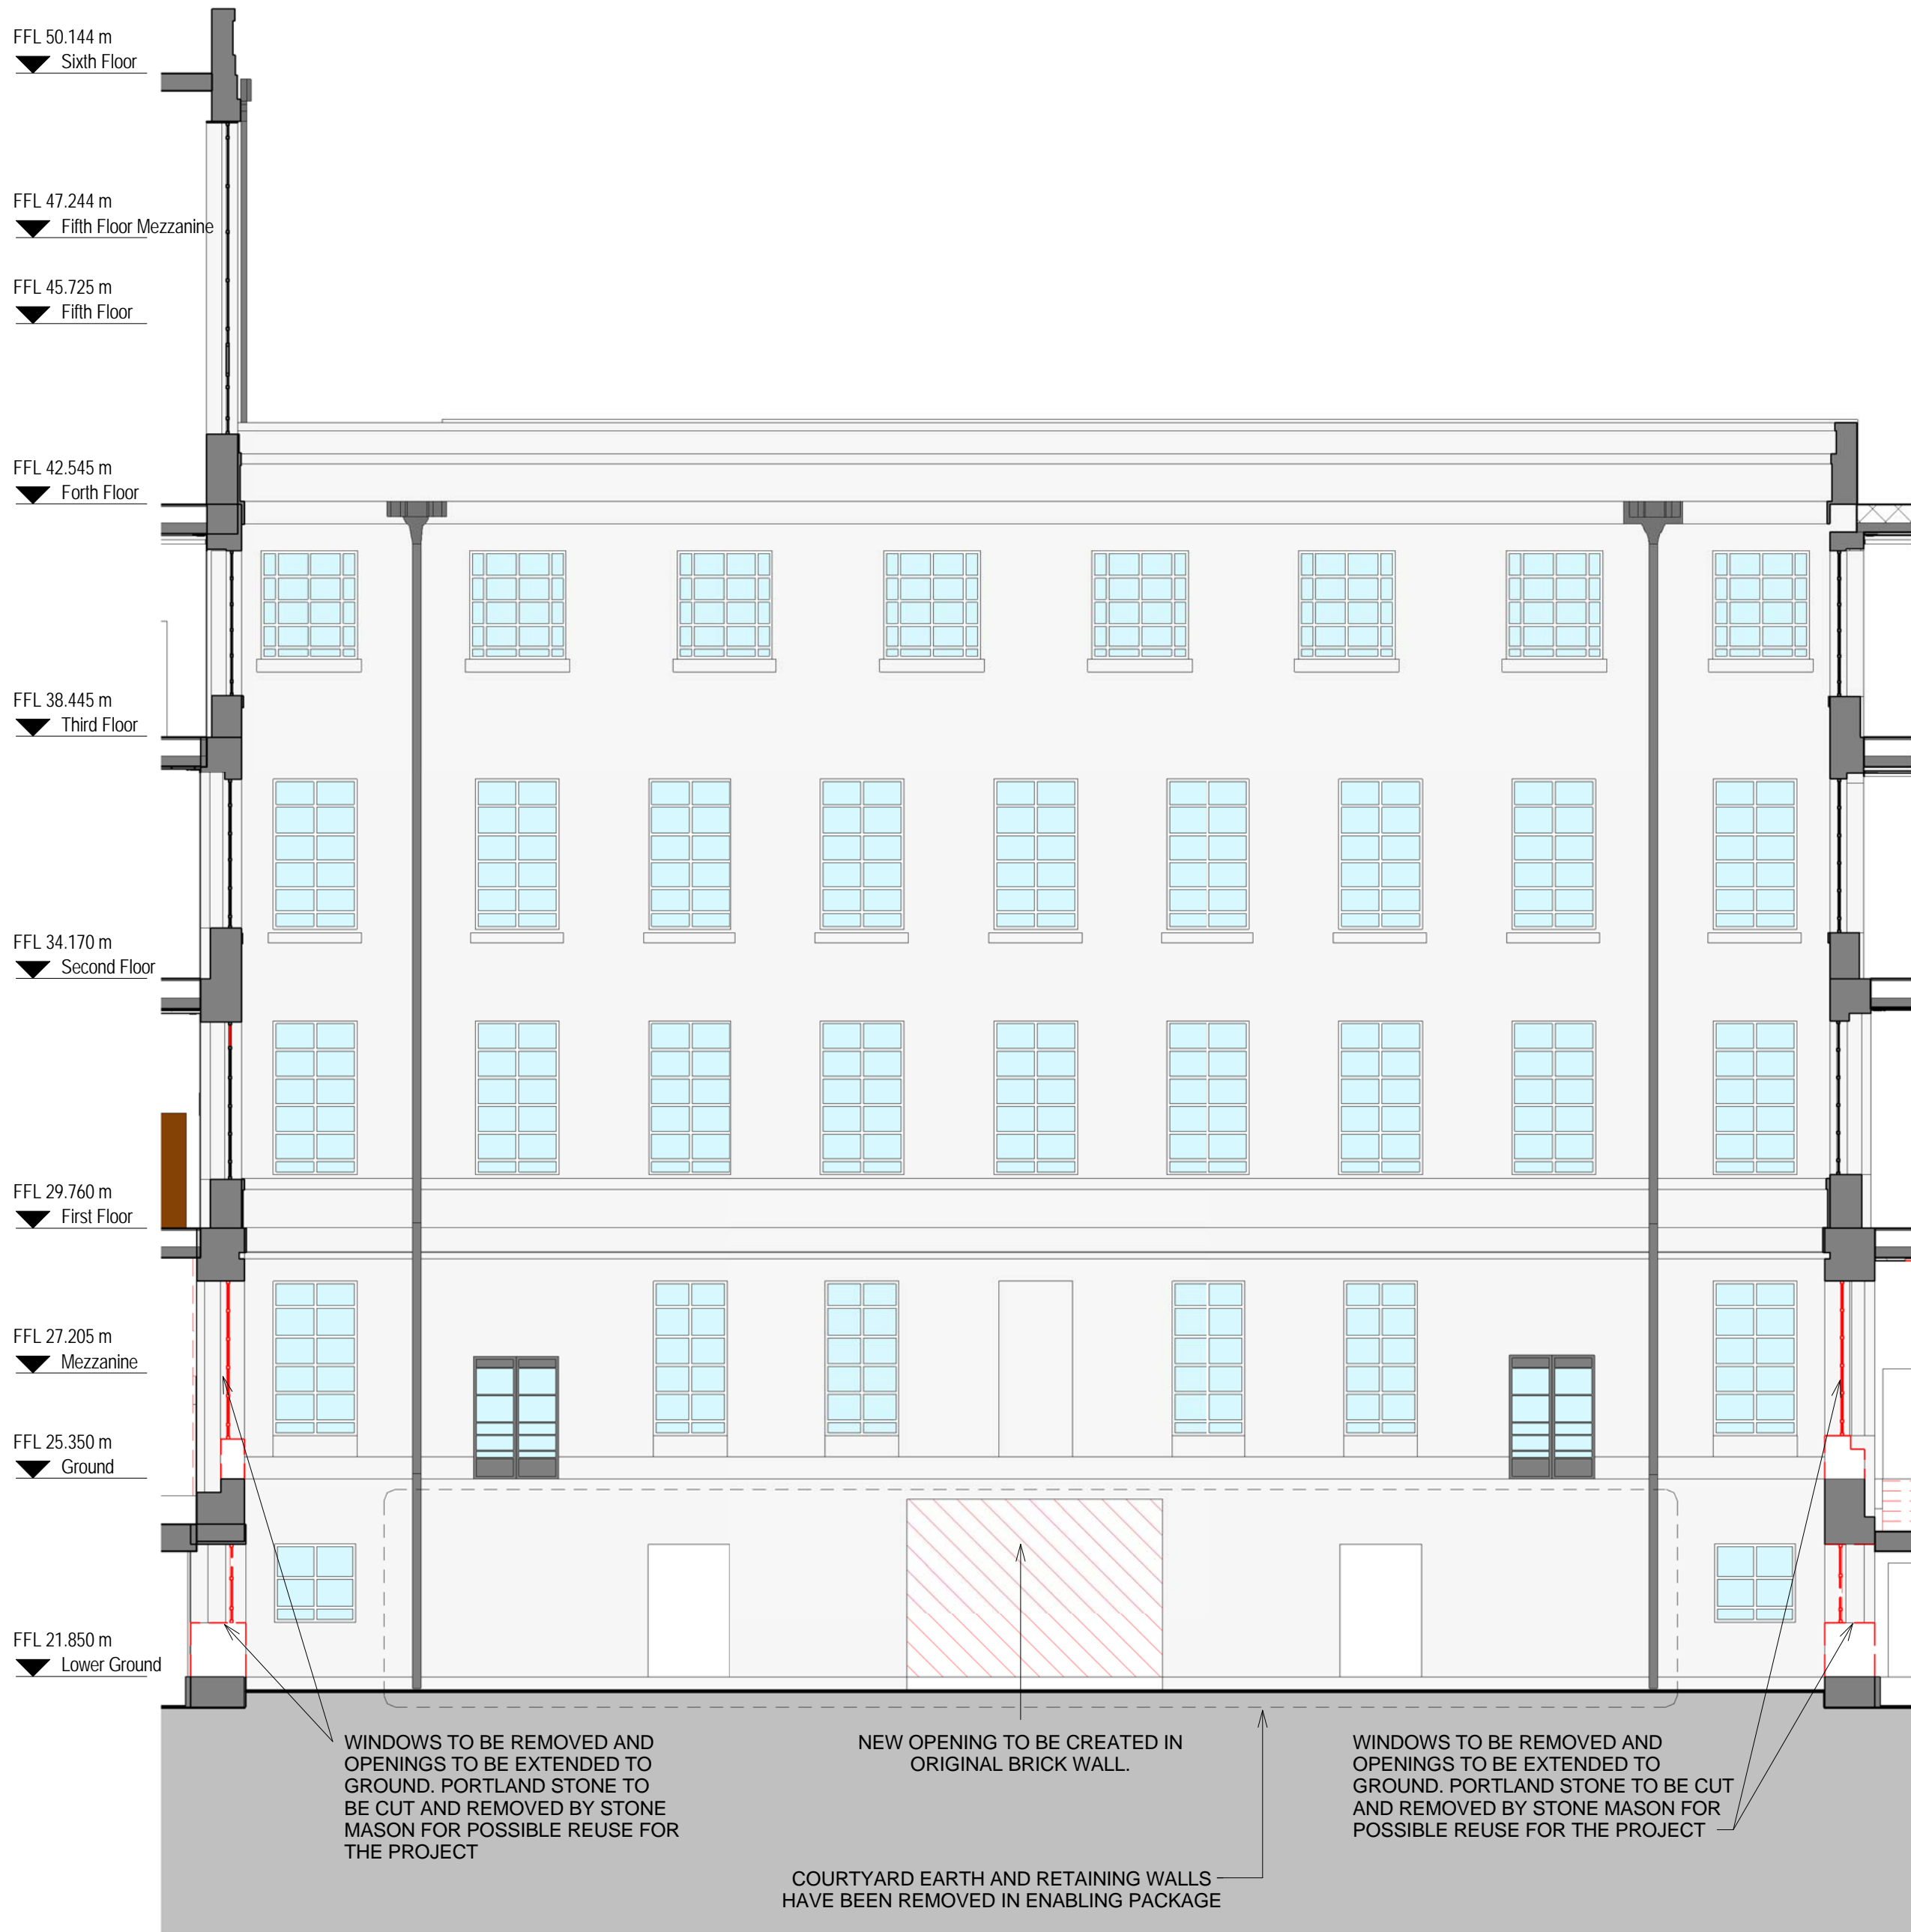 FFL 50.144 m
Sixth Floor
FFL 47.244 m
Fifth Floor Mezzanine
FFL 45.725 m
Fifth Floor
FFL 42.545 m
Forth Floor
FFL 38.445 m
Third Floor
FFL 34.170 m
Second Floor
FFL 29.760 m
First Floor
FFL 27.205 m
Mezzanine
FFL 25.350 m
Ground
FFL 21.850 m
Lower Ground
WINDOWS TO BE REMOVED AND
OPENINGS TO BE EXTENDED TO
GROUND. PORTLAND STONE TO
BE CUT AND REMOVED BY STONE
MASON FOR POSSIBLE REUSE FOR
THE PROJECT
NEW OPENING TO BE CREATED IN
ORIGINAL BRICK WALL.
WINDOWS TO BE REMOVED AND
OPENINGS TO BE EXTENDED TO
GROUND. PORTLAND STONE TO BE CUT
AND REMOVED BY STONE MASON FOR
POSSIBLE REUSE FOR THE PROJECT
COURTYARD EARTH AND RETAINING WALLS
HAVE BEEN REMOVED IN ENABLING PACKAGE